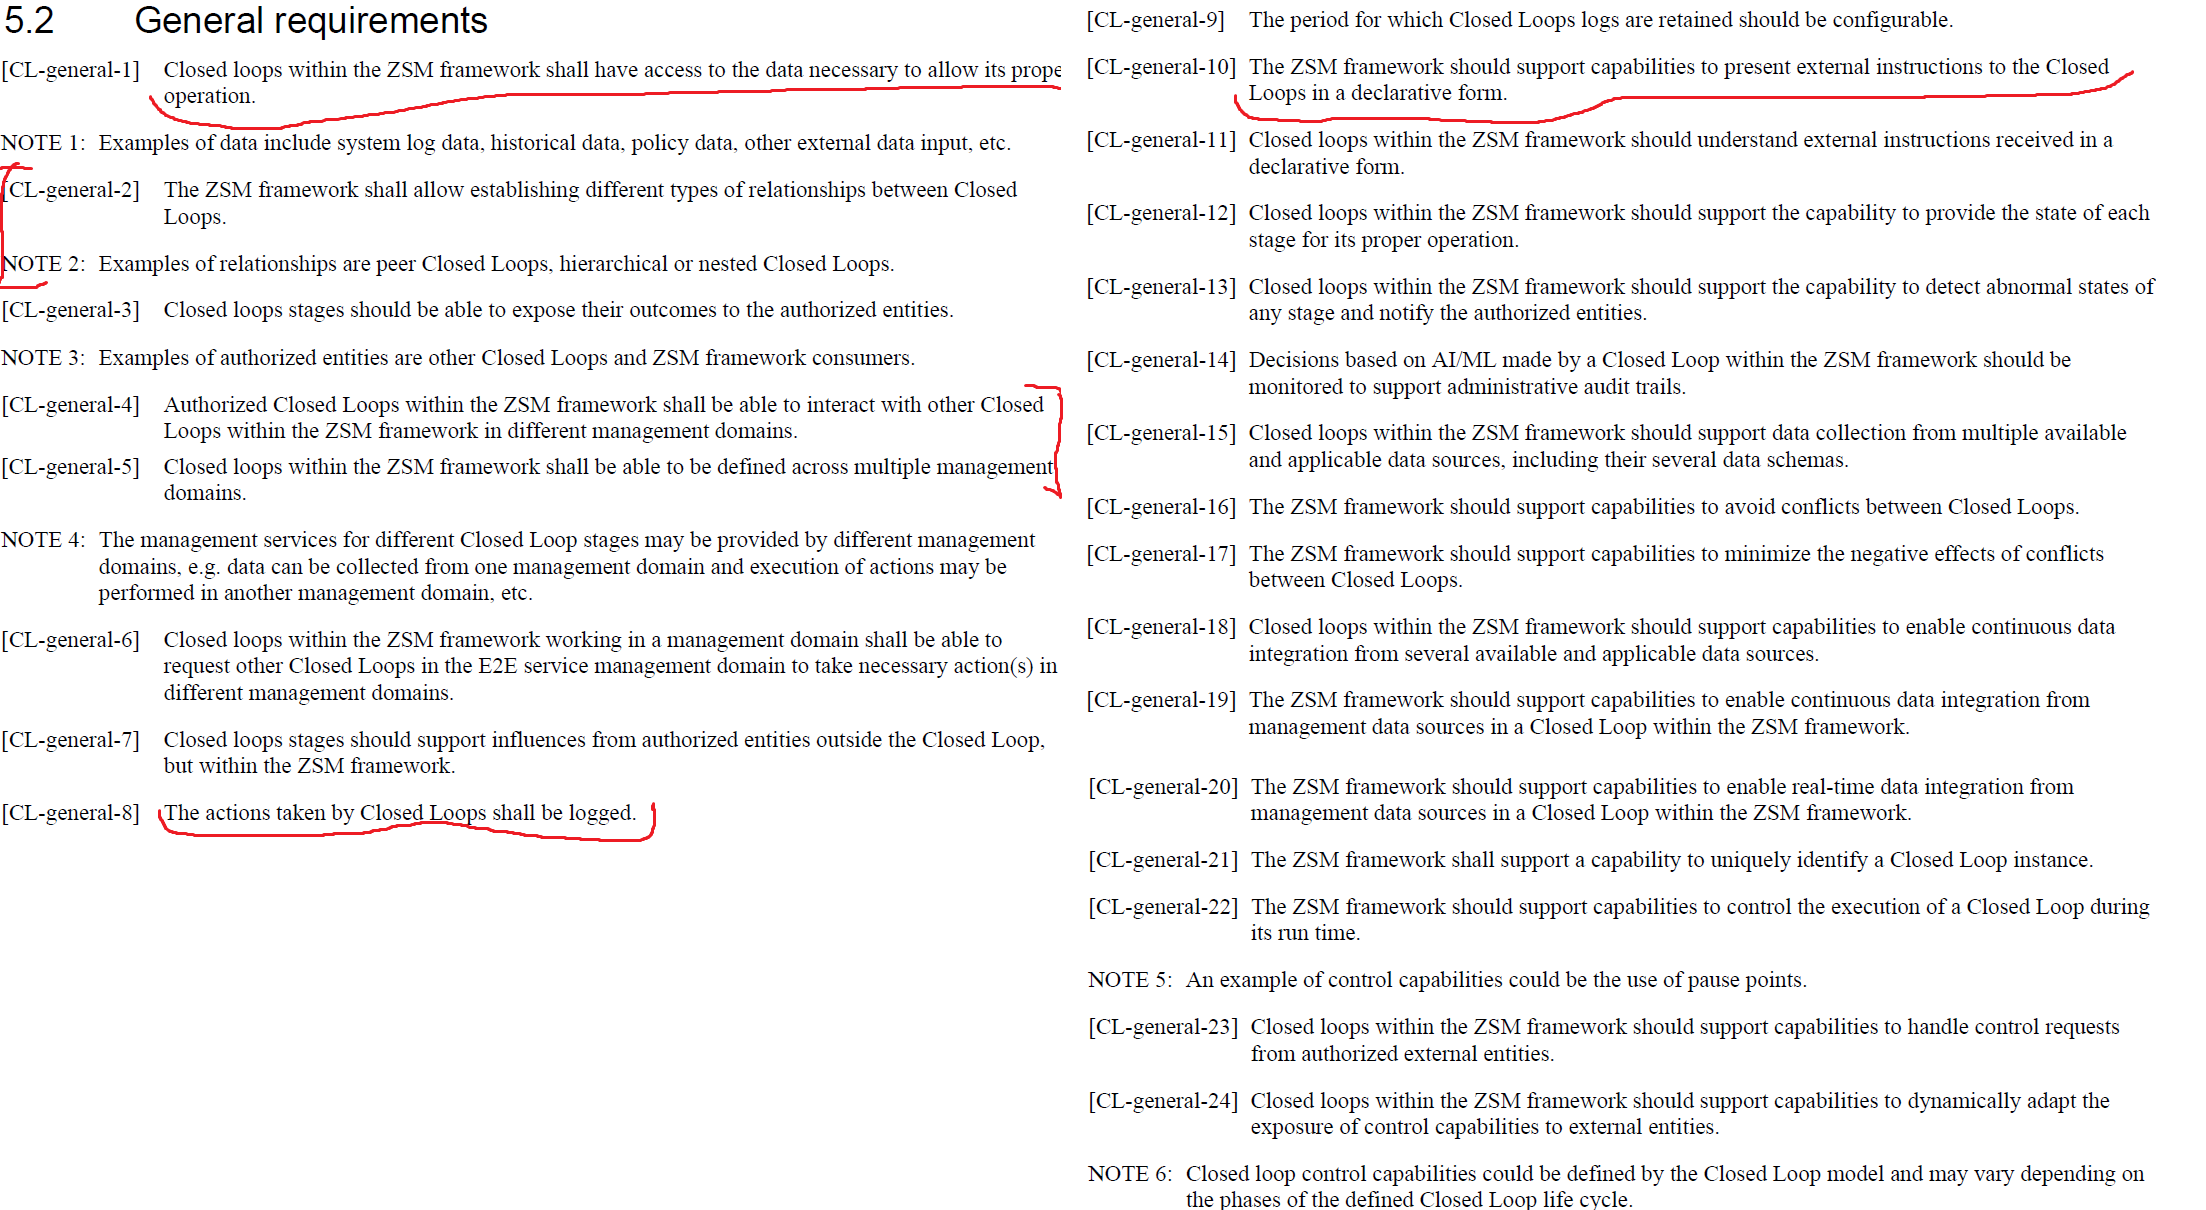 5.2 General requirements
[CL-general-1] Closed loops within the ZSM framework shall have access to the data necessary to allow its prope
operation.
NOTE 1: Examples of data include system log data, historical data, policy data, other external data input, etc.
[CL-general-2] The ZSM framework shall allow establishing different types of relationships between Closed
Loops.
NOTE 2: Examples of relationships are peer Closed Loops, hierarchical or nested Closed Loops.
[CL-general-3] Closed loops stages should be able to expose their outcomes to the authorized entities.
NOTE 3: Examples of authorized entities are other Closed Loops and ZSM framework consumers.
[CL-general-4] Authorized Closed Loops within the ZSM framework shall be able to interact with other Closed
Loops within the ZSM framework in different management domains.
[CL-general-5] Closed loops within the ZSM framework shall be able to be defined across multiple management
domains.
NOTE 4: The management services for different Closed Loop stages may be provided by different management
domains, e.g. data can be collected from one management domain and execution of actions may be
performed in another management domain, etc.
[CL-general-6] Closed loops within the ZSM framework working in a management domain shall be able to
request other Closed Loops in the E2E service management domain to take necessary action(s) in
different management domains.
[CL-general-7] Closed loops stages should support influences from authorized entities outside the Closed Loop,
but within the ZSM framework.
[CL-general-8] The actions taken by Closed Loops shall be logged.
[CL-general-9] The period for which Closed Loops logs are retained should be configurable.
[CL-general-10] The ZSM framework should support capabilities to present external instructions to the Closed
Loops in a declarative form.
[CL-general-11] Closed loops within the ZSM framework should understand external instructions received in a
declarative form.
[CL-general-12] Closed loops within the ZSM framework should support the capability to provide the state of each
stage for its proper operation.
[CL-general-13] Closed loops within the ZSM framework should support the capability to detect abnormal states of
any stage and notify the authorized entities.
[CL-general-14] Decisions based on AI/ML made by a Closed Loop within the ZSM framework should be
monitored to support administrative audit trails.
[CL-general-15] Closed loops within the ZSM framework should support data collection from multiple available
and applicable data sources, including their several data schemas.
[CL-general-16] The ZSM framework should support capabilities to avoid conflicts between Closed Loops.
[CL-general-17] The ZSM framework should support capabilities to minimize the negative effects of conflicts
between Closed Loops.
[CL-general-18] Closed loops within the ZSM framework should support capabilities to enable continuous data
integration from several available and applicable data sources.
[CL-general-19] The ZSM framework should support capabilities to enable continuous data integration from
management data sources in a Closed Loop within the ZSM framework.
[CL-general-20] The ZSM framework should support capabilities to enable real-time data integration from
management data sources in a Closed Loop within the ZSM framework.
[CL-general-21] The ZSM framework shall support a capability to uniquely identify a Closed Loop instance.
[CL-general-22] The ZSM framework should support capabilities to control the execution of a Closed Loop during
its run time.
NOTE 5: An example of control capabilities could be the use of pause points.
[CL-general-23] Closed loops within the ZSM framework should support capabilities to handle control requests
from authorized external entities.
[CL-general-24] Closed loops within the ZSM framework should support capabilities to dynamically adapt the
exposure of control capabilities to external entities.
NOTE 6: Closed loop control capabilities could be defined by the Closed Loop model and may vary depending on
the phases of the defined Closed Loop life cycle.